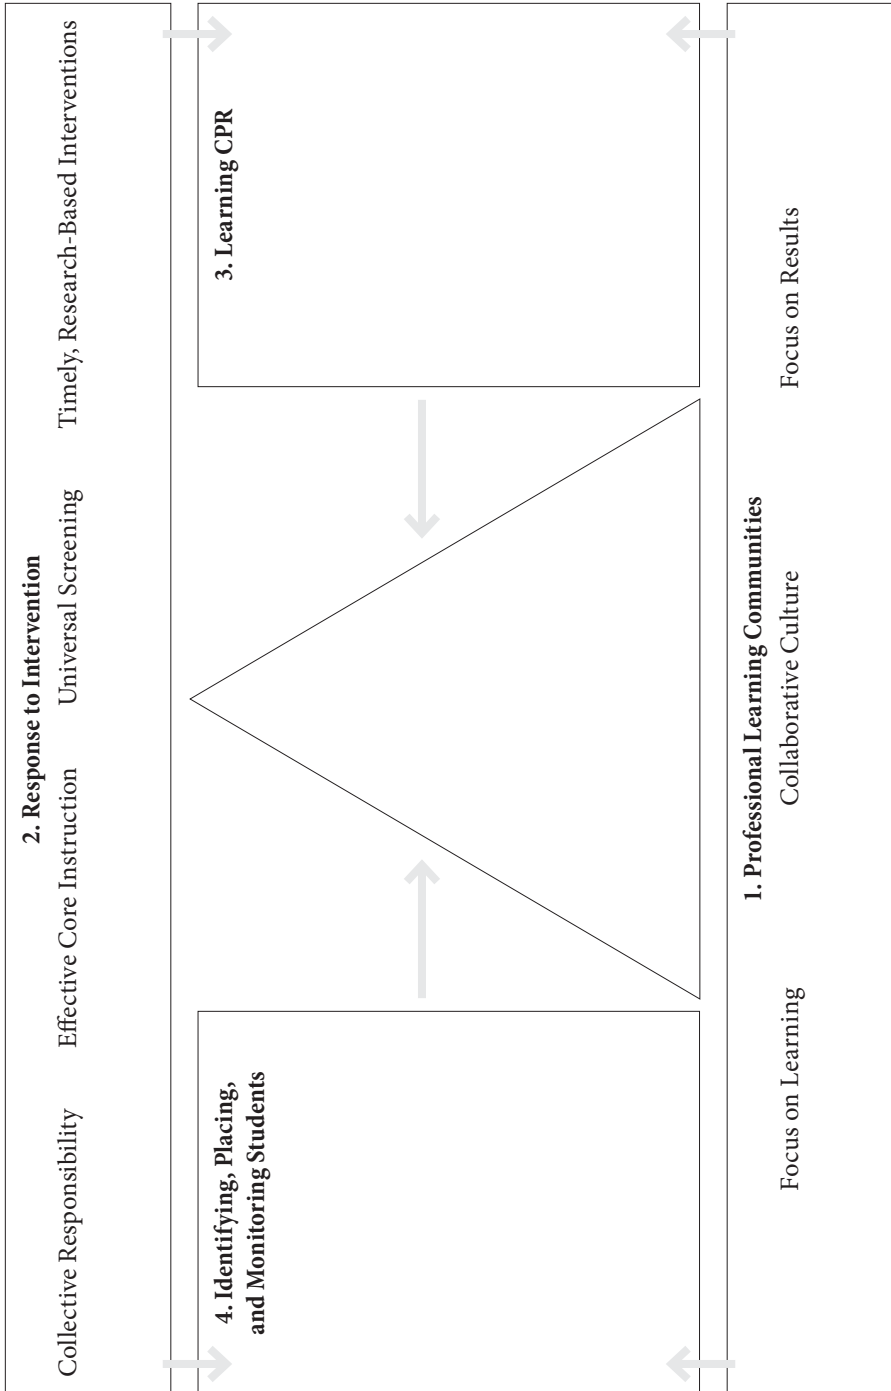 2. Response to Intervention
Collective Responsibility Effective Core Instruction Universal Screening Timely, Research-Based Interventions
4. Identifying, Placing,
and Monitoring Students
3. Learning CPR
1. Professional Learning Communities
Focus on Learning Collaborative Culture Focus on Results